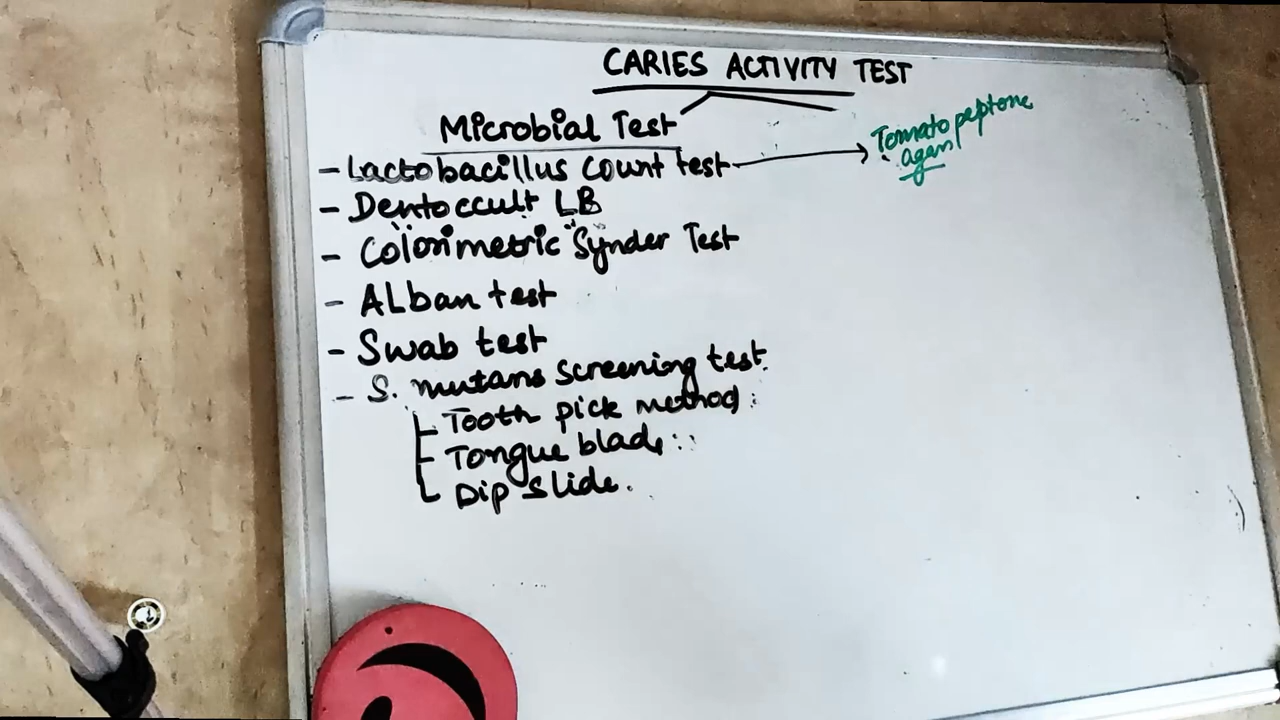 CARIES ACTIVITY TEST
Microbial Test
- Lactobacillus count test → Tomato peptone
agar
- Dentoccult LB
- Colorimetric "Synder Test
- Alban test
- Swab test
- S. mutans screening test.
Tooth pick method
Tongue blade
Dip slide.